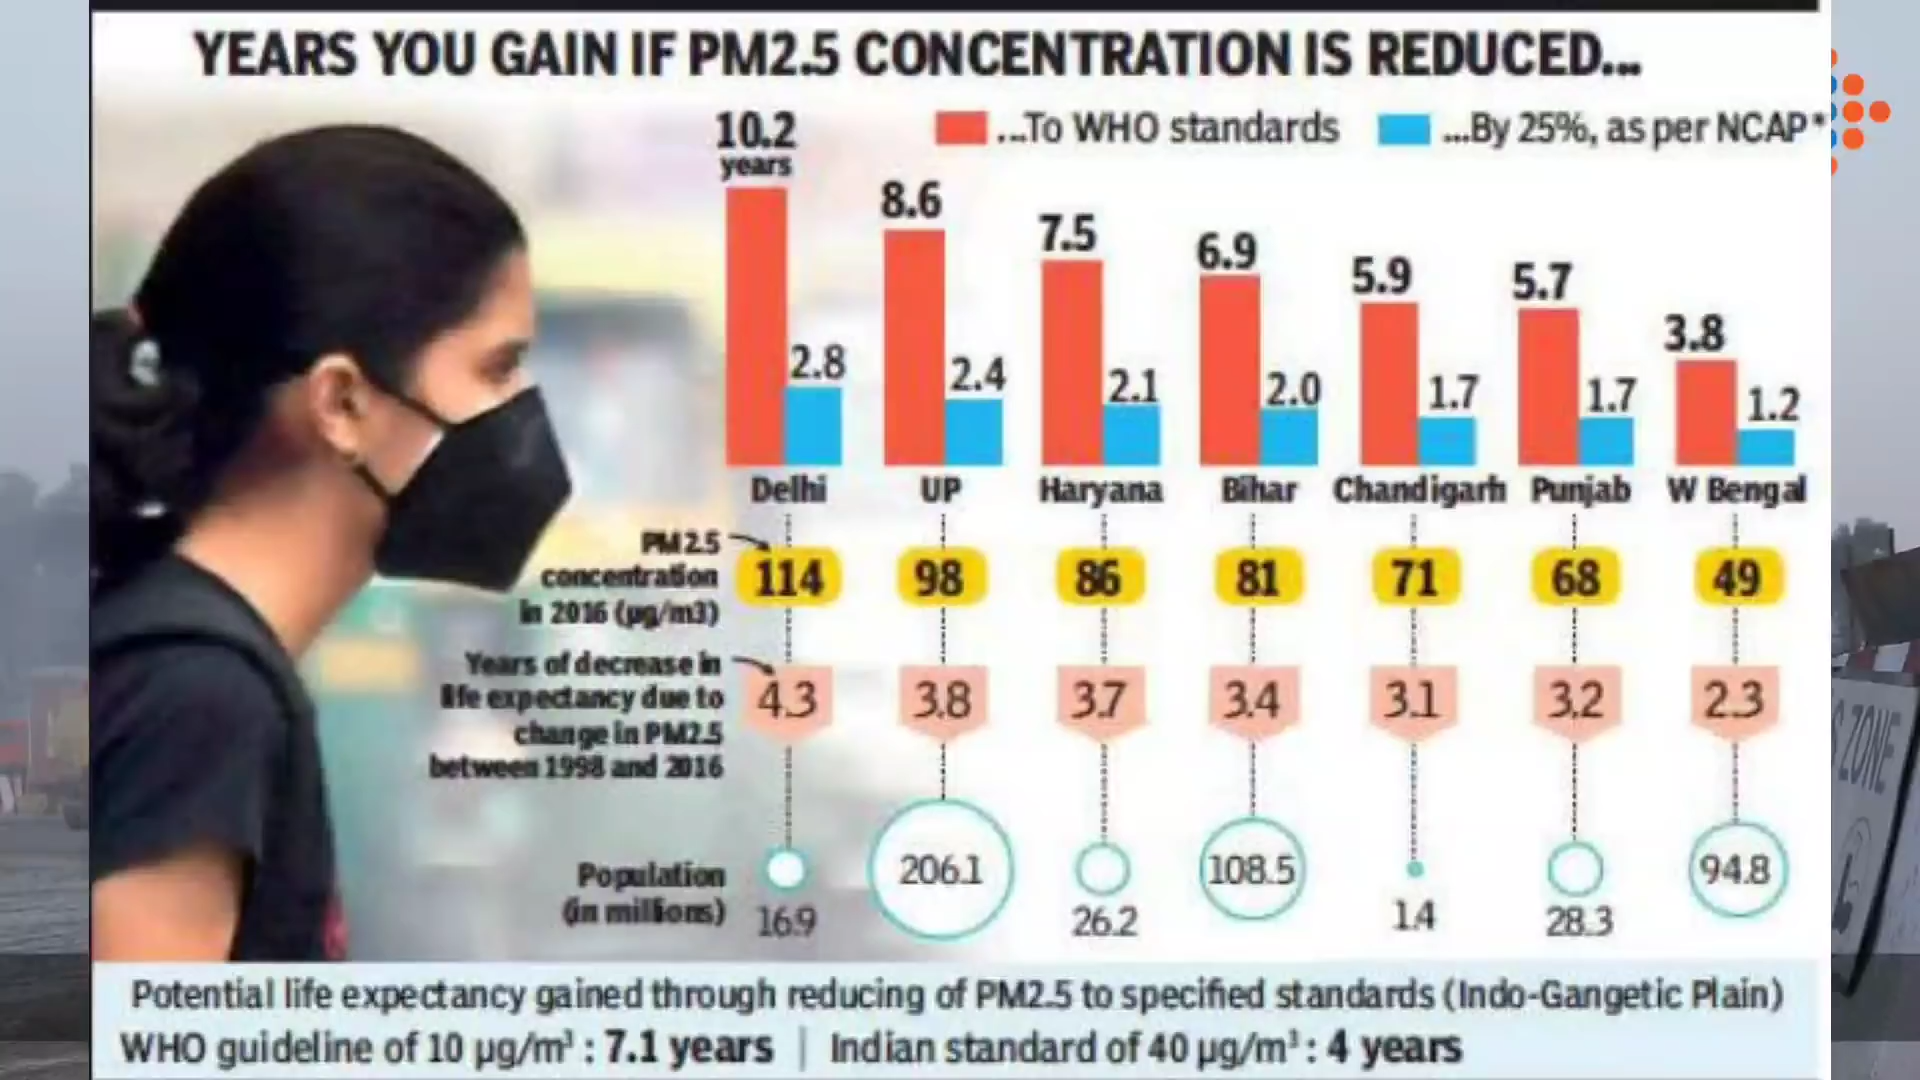 YEARS YOU GAIN IF PM2.5 CONCENTRATION IS REDUCED...
...To WHO standards ...By 25%, as per NCAP*
10.2 years 8.6 7.5 6.9 5.9 5.7 3.8
2.8 2.4 2.1 2.0 1.7 1.7 1.2
Delhi UP Haryana Bihar Chandigarh Punjab W Bengal
PM2.5
concentration
in 2016 (µg/m3)
114 98 86 81 71 68 49
Years of decrease in
life expectancy due to
change in PM2.5
between 1998 and 2016
4.3 3.8 3.7 3.4 3.1 3.2 2.3
Population
(in millions)
16.9 206.1 26.2 108.5 1.4 28.3 94.8
Potential life expectancy gained through reducing of PM2.5 to specified standards (Indo-Gangetic Plain)
WHO guideline of 10 µg/m³ : 7.1 years | Indian standard of 40 µg/m³ : 4 years
S ZONE